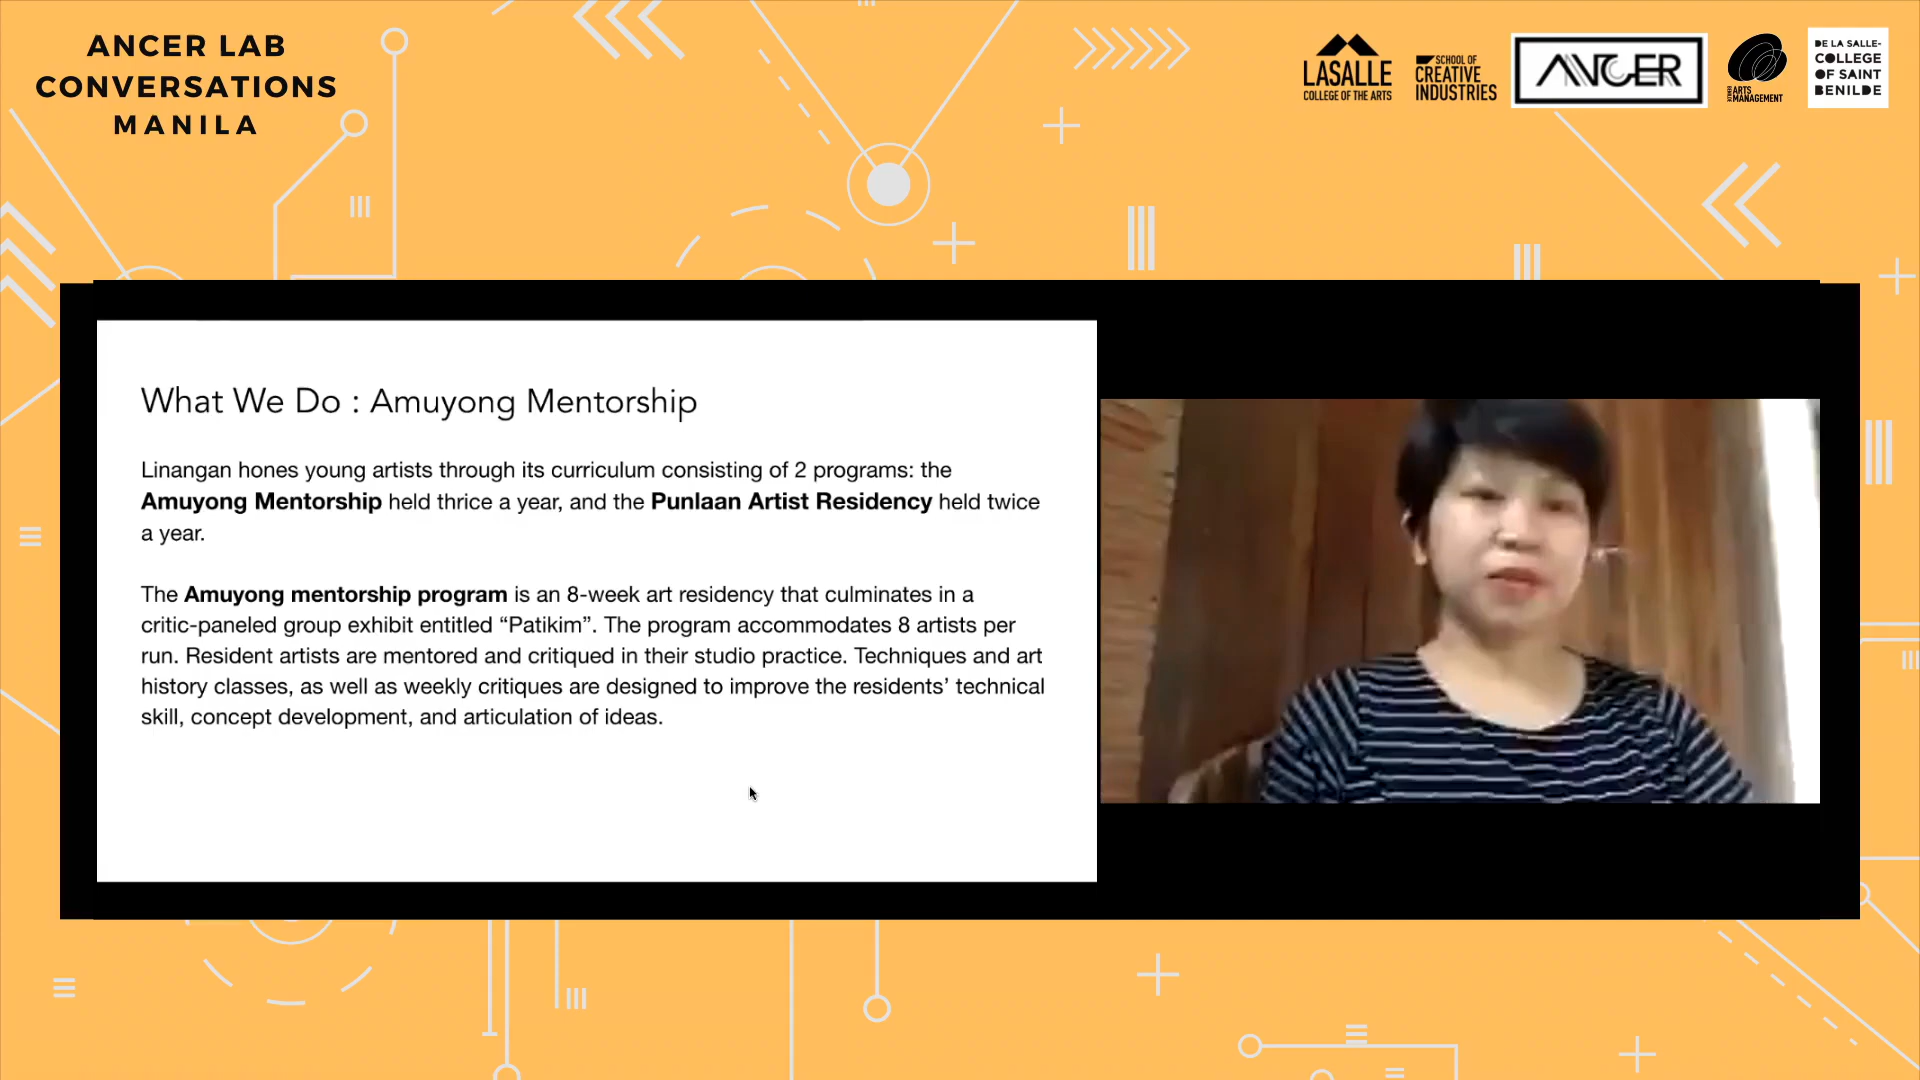 ANCER LAB
CONVERSATIONS
MANILA
LASALLE
COLLEGE OF THE ARTS
SCHOOL OF
CREATIVE
INDUSTRIES
ANCER
ARTS
MANAGEMENT
DE LA SALLE-
COLLEGE
OF SAINT
BENILDE
What We Do : Amuyong Mentorship
Linangan hones young artists through its curriculum consisting of 2 programs: the
Amuyong Mentorship held thrice a year, and the Punlaan Artist Residency held twice
a year.
The Amuyong mentorship program is an 8-week art residency that culminates in a
critic-paneled group exhibit entitled “Patikim”. The program accommodates 8 artists per
run. Resident artists are mentored and critiqued in their studio practice. Techniques and art
history classes, as well as weekly critiques are designed to improve the residents’ technical
skill, concept development, and articulation of ideas.